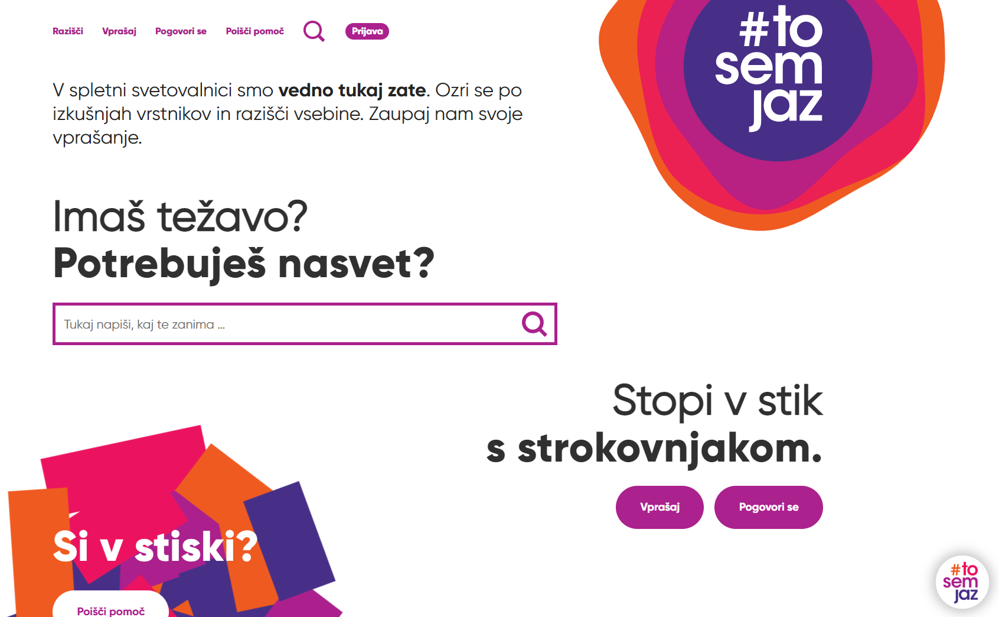 Razišči Vprašaj Pogovori se Poišči pomoč Prijava
#to
sem
jaz
V spletni svetovalnici smo vedno tukaj zate. Ozri se po
izkušnjah vrstnikov in razišči vsebine. Zaupaj nam svoje
vprašanje.
Imaš težavo?
Potrebuješ nasvet?
Tukaj napiši, kaj te zanima ...
Stopi v stik
s strokovnjakom.
Vprašaj Pogovori se
Si v stiski?
Poišči pomoč
#to
sem
jaz